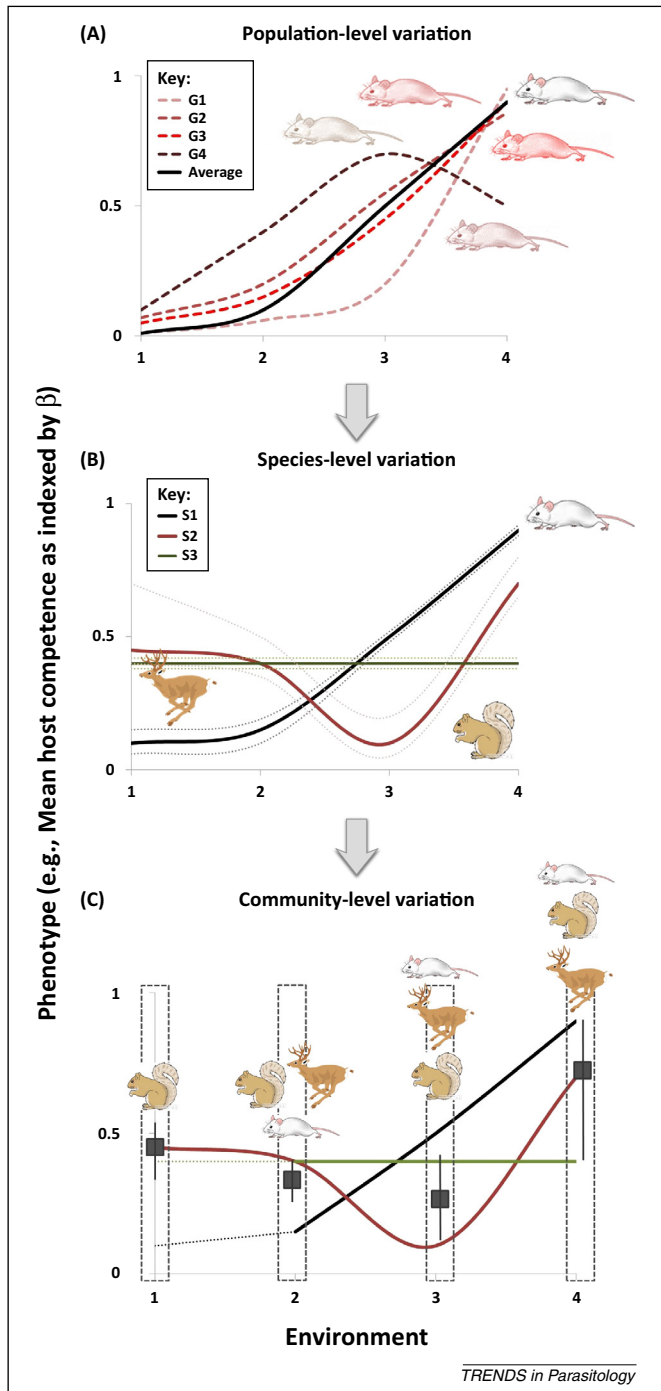 (A) Population-level variation
Key:
G1
G2
G3
G4
Average
1
0.5
0
1 2 3 4
(B) Species-level variation
Key:
S1
S2
S3
1
0.5
0
1 2 3 4
(C) Community-level variation
1
0.5
0
1 2 3 4
Phenotype (e.g., Mean host competence as indexed by β)
Environment
TRENDS in Parasitology